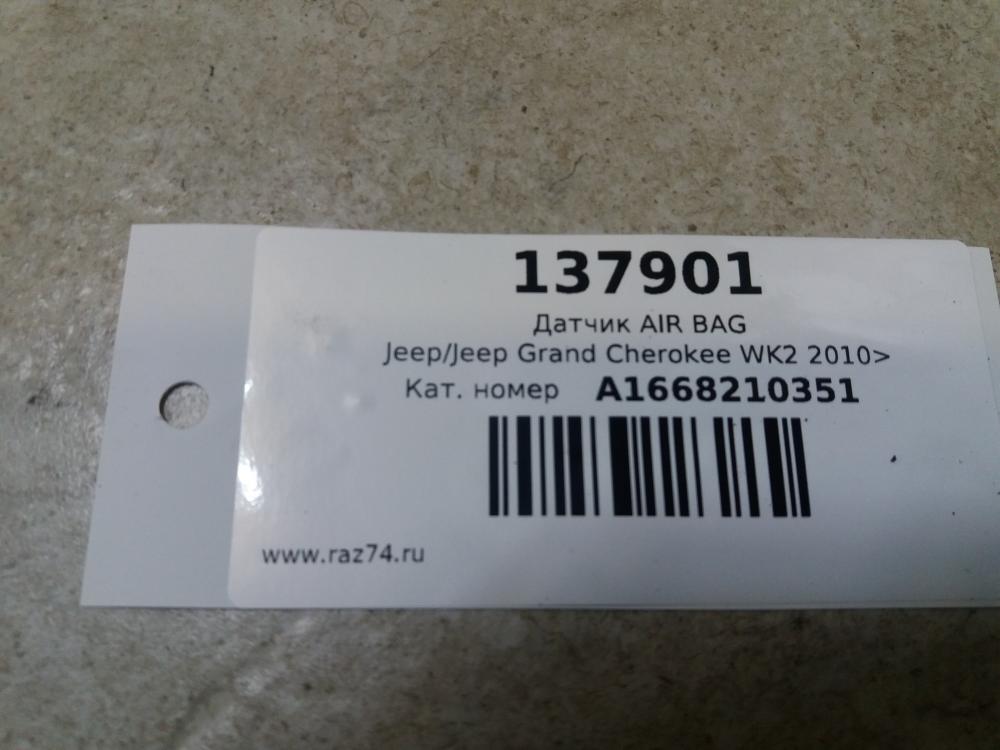 137901
Датчик AIR BAG
Jeep/Jeep Grand Cherokee WK2 2010>
Кат. номер A1668210351
www.raz74.ru